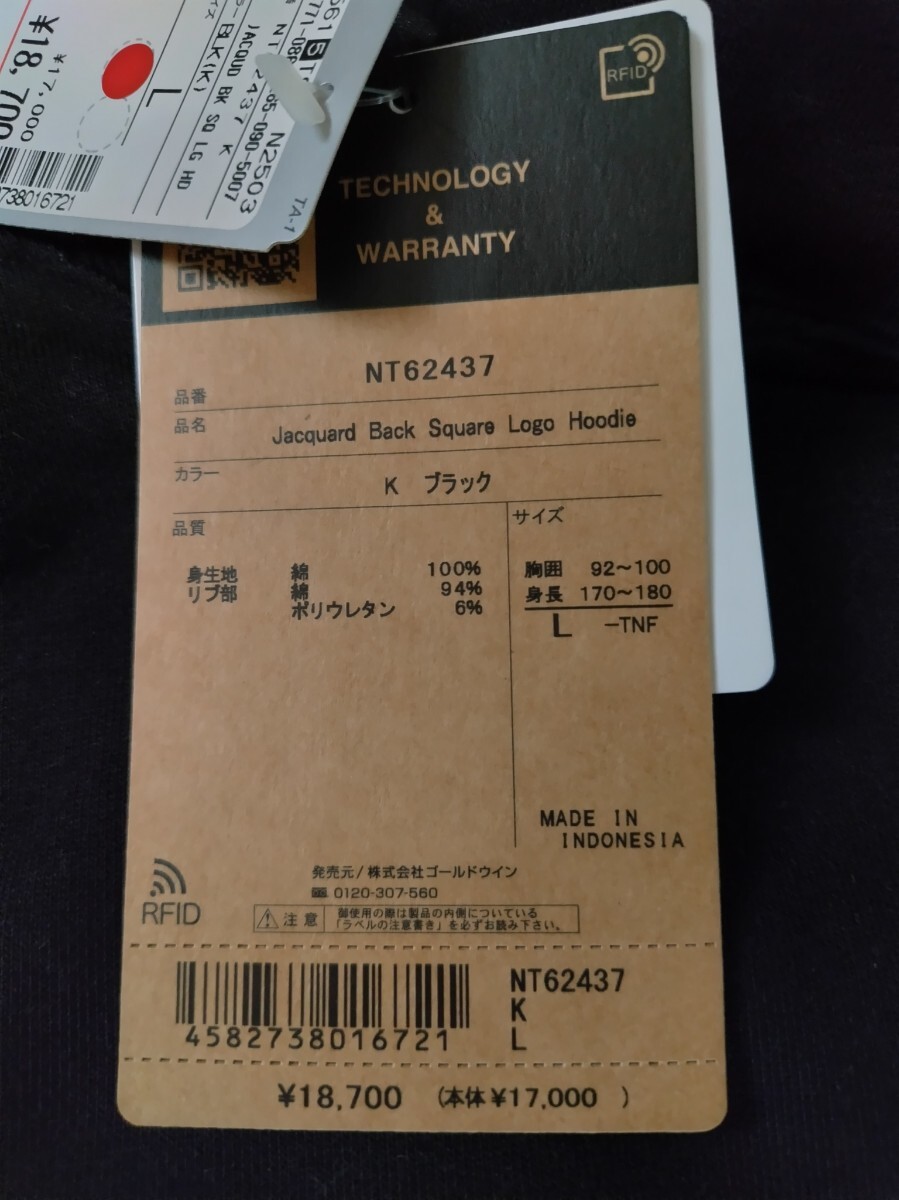 ¥18,700
¥17,000
L
BLK(K)
JACQUD BK SQ LG HD
N2503
TA-1
738016721
RFID
TECHNOLOGY
&
WARRANTY
品番 NT62437
品名 Jacquard Back Square Logo Hoodie
カラー K ブラック
品質
身生地 綿 100%
リブ部 綿 94%
ポリウレタン 6%
サイズ
胸囲 92～100
身長 170～180
L -TNF
MADE IN
INDONESIA
発売元/株式会社ゴールドウイン
0120-307-560
RFID
注意 御使用の際は製品の内側についている
「ラベルの注意書き」を必ずお読み下さい。
4582738016721
NT62437
K
L
¥18,700 (本体¥17,000 )